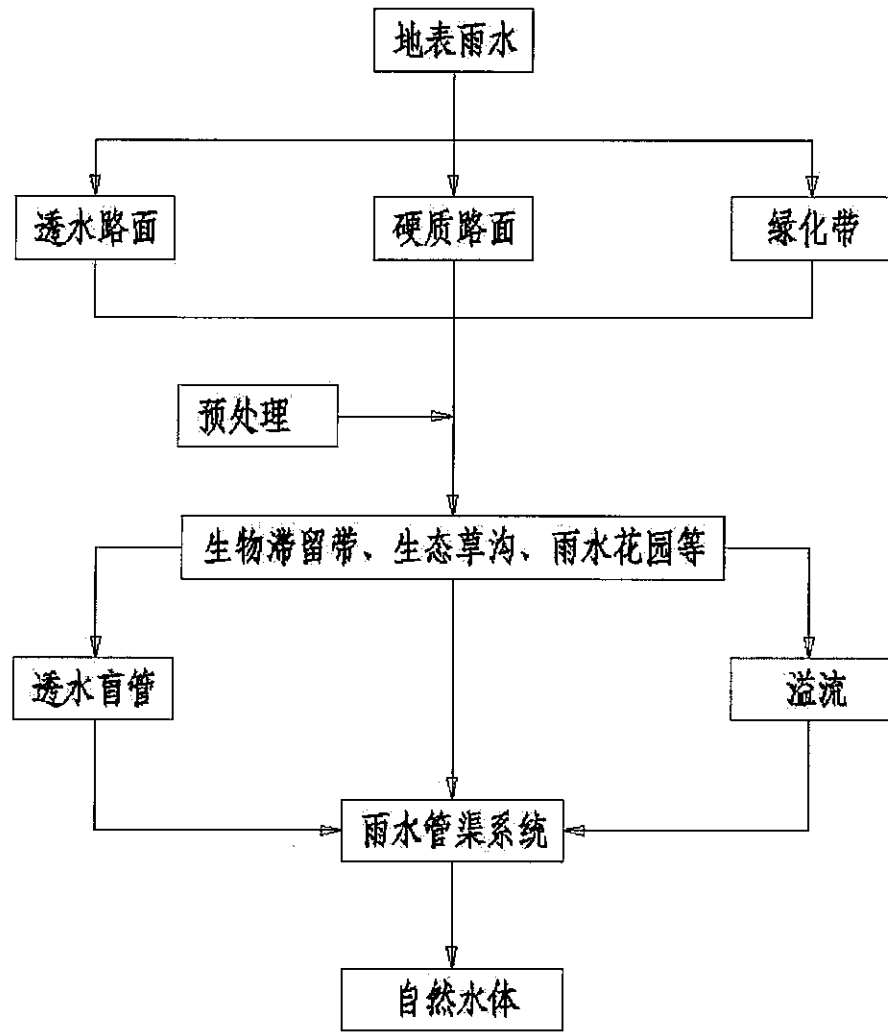 地表雨水
透水路面
硬质路面
绿化带
预处理
生物滞留带、生态草沟、雨水花园等
透水盲管
溢流
雨水管渠系统
自然水体